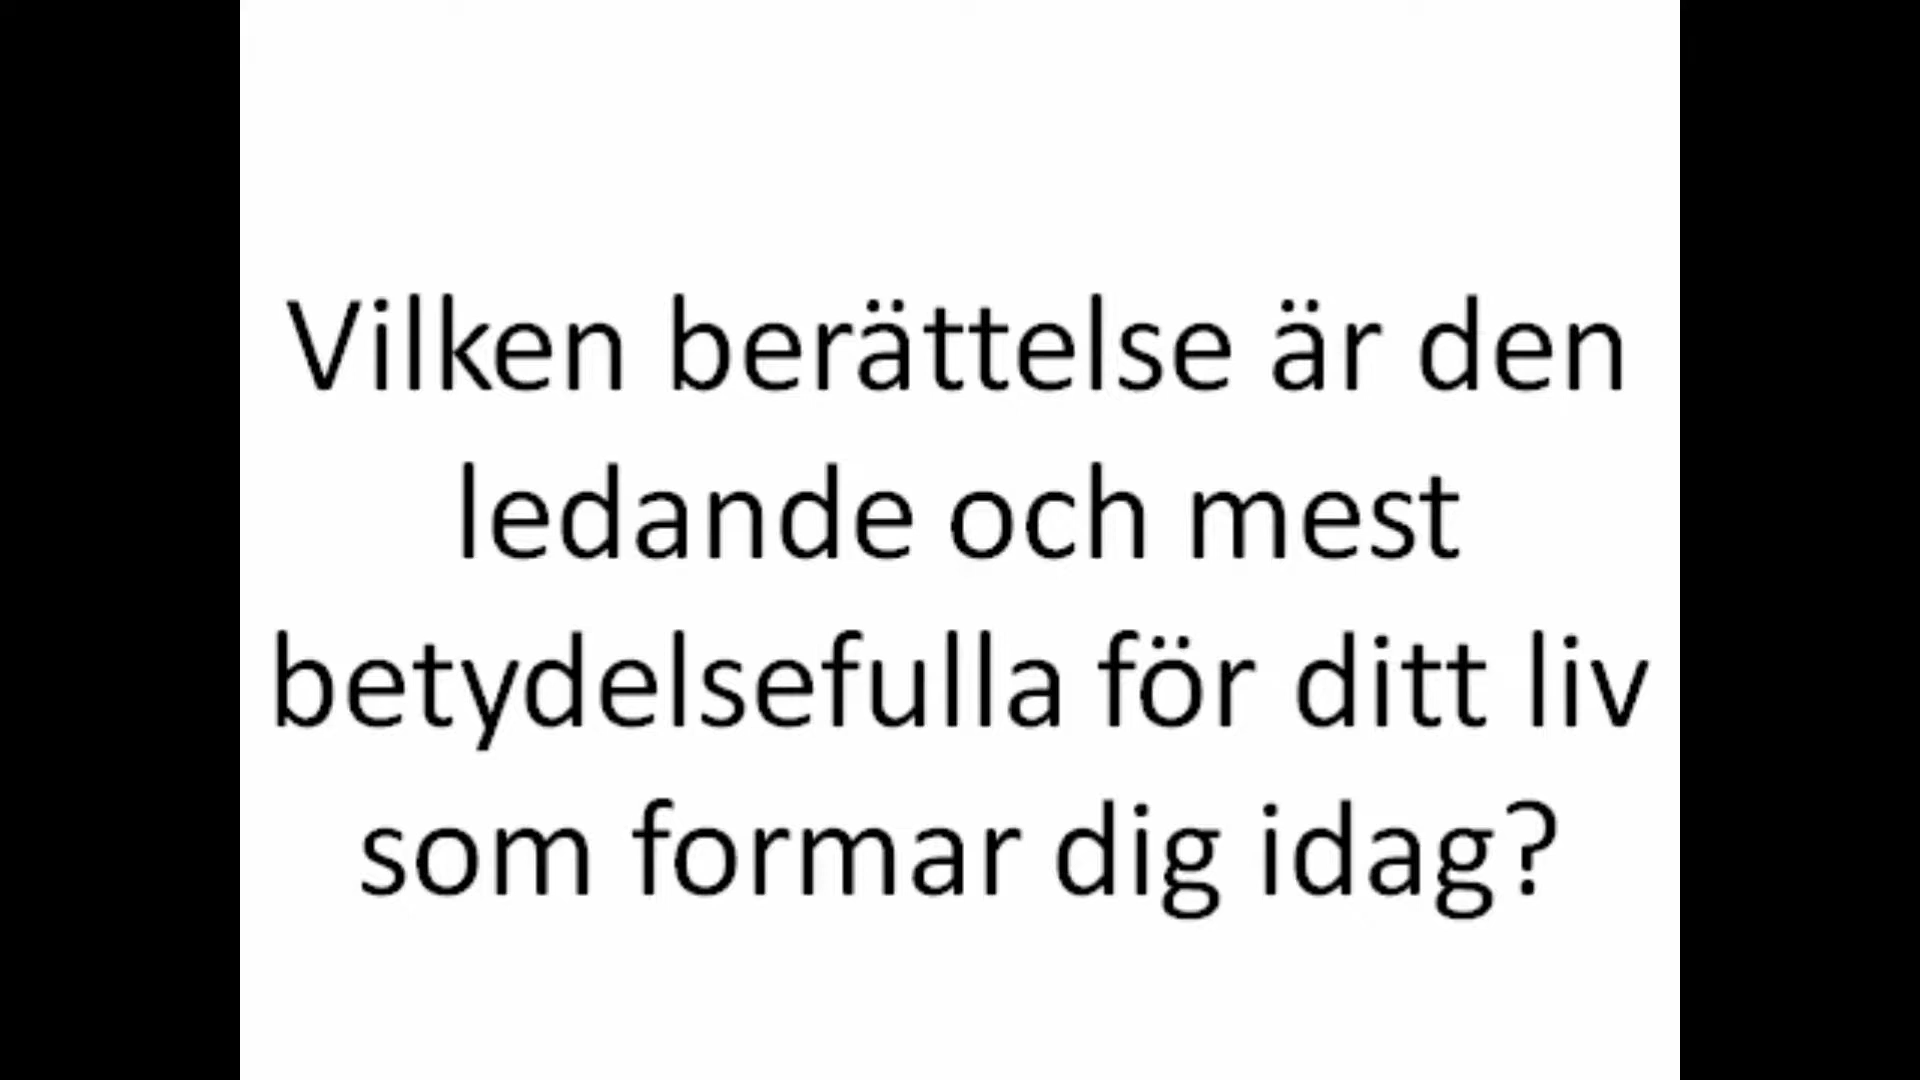 Vilken berättelse är den
ledande och mest
betydelsefulla för ditt liv
som formar dig idag?